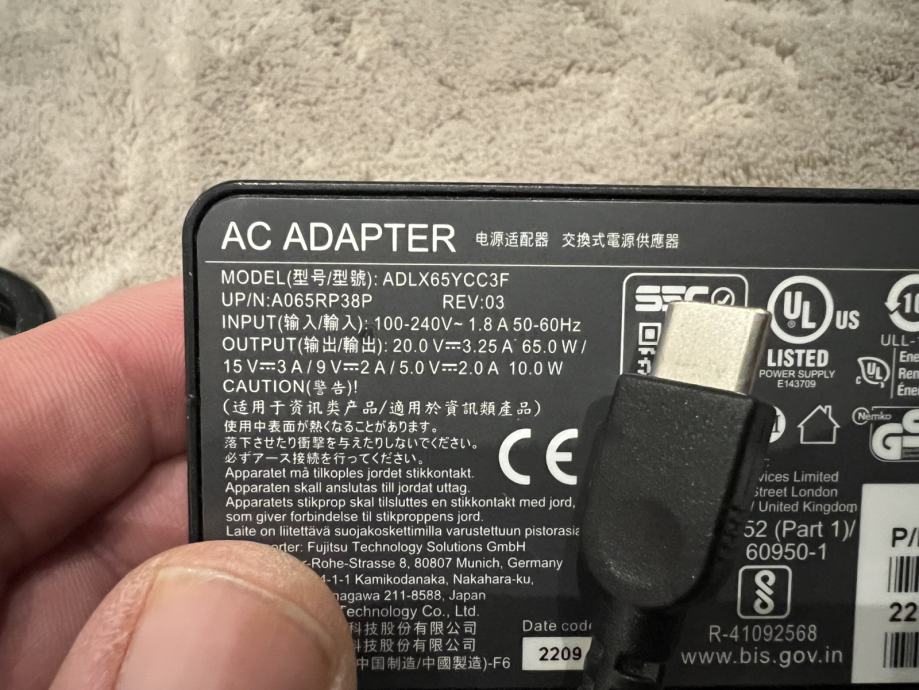 AC ADAPTER 电源适配器 交換式電源供應器
MODEL(型号/型號): ADLX65YCC3F
UP/N:A065RP38P REV:03
INPUT(输入/輸入): 100-240V~ 1.8 A 50-60Hz
OUTPUT(输出/輸出): 20.0 V⎓3.25 A 65.0 W /
15 V⎓3 A / 9 V⎓2 A / 5.0 V⎓2.0 A 10.0 W
CAUTION(警告)!
(适用于资讯类产品/適用於資訊類產品)
使用中表面が熱くなることがあります。
落下させたり衝撃を与えたりしないでください。
必ずアース接続を行ってください。
Apparatet må tilkoples jordet stikkontakt.
Apparaten skall anslutas till jordat uttag.
Apparatets stikprop skal tilsluttes en stikkontakt med jord,
som giver forbindelse til stikproppens jord.
Laite on liitettävä suojakoskettimilla varustettuun
Fujitsu Technology Solutions GmbH
Rohe-Strasse 8, 80807 Munich, Germany
4-1-1 Kamikodanaka, Nakahara-ku,
211-8588, Japan
Technology Co., Ltd.
科技股份有限公司
科技股份有限公司
中国制造/中國製造)-F6
Date code
2209
CE
UL US
LISTED
POWER SUPPLY
E143709
10
UL
Nemko
GS
Limited
Street London
/ United Kingdom
52 (Part 1)/
60950-1
R-41092568
www.bis.gov.in
22